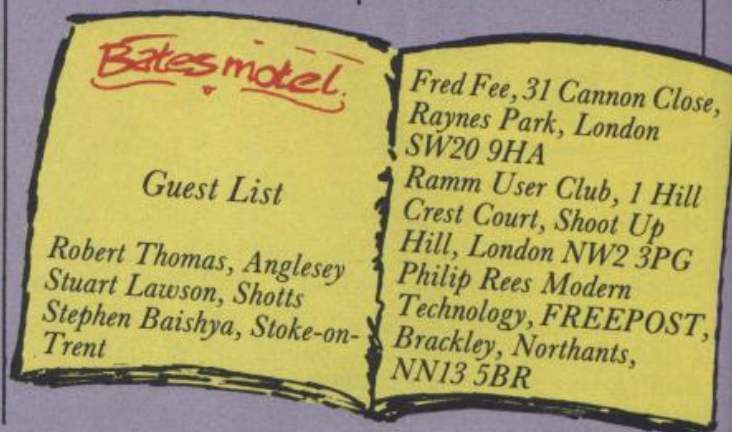 Bates motel.
Guest List
Robert Thomas, Anglesey
Stuart Lawson, Shotts
Stephen Baishya, Stoke-on-
Trent
Fred Fee, 31 Cannon Close,
Raynes Park, London
SW20 9HA
Ramm User Club, 1 Hill
Crest Court, Shoot Up
Hill, London NW2 3PG
Philip Rees Modern
Technology, FREEPOST,
Brackley, Northants,
NN13 5BR